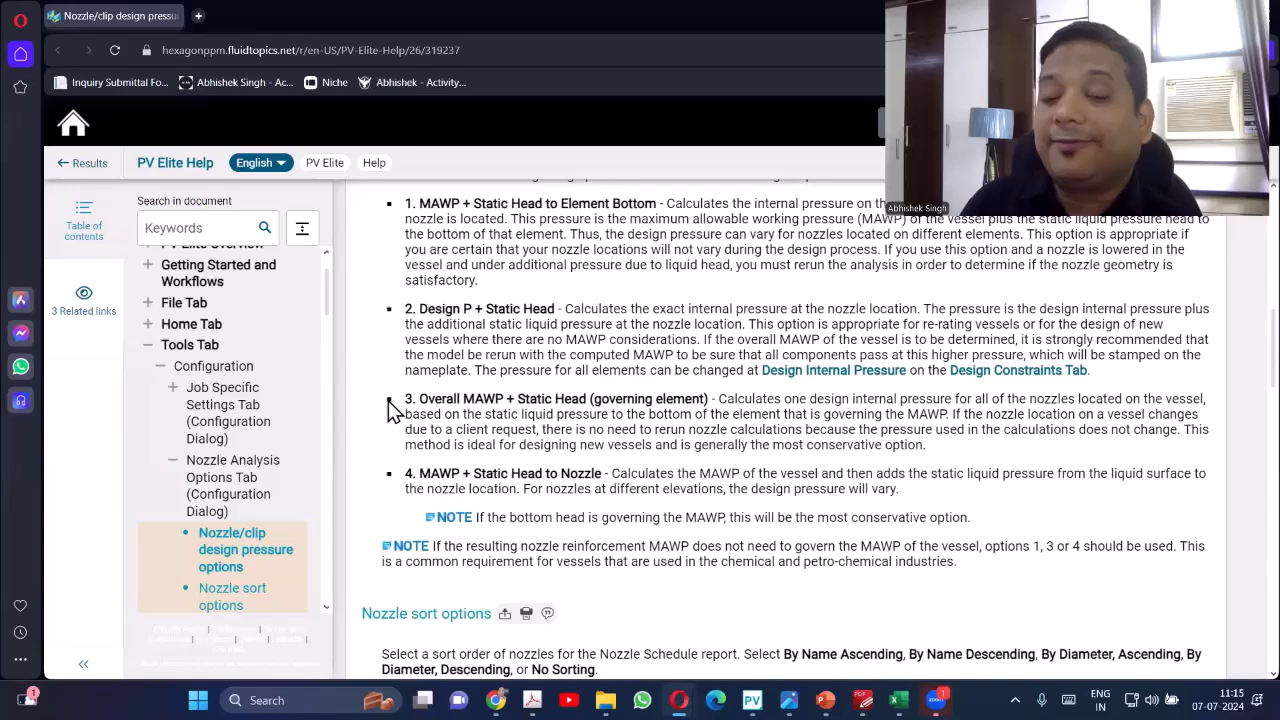 Nozzle/clip design pressu
hexagonppm.fluidtopics.net/r/en-US/PV-Elite-Help/26/319237
Inquiry Submittal Fo...
Abhishek Singh - Ac...
Niche
Abhishek - Activity...
Results
PV Elite Help
English
PV Elite
Help
Abhishek Singh
Table of
contents
3 Related links
Search in document
Keywords
PV Elite Overview
Getting Started and
Workflows
File Tab
Home Tab
Tools Tab
Configuration
Job Specific
Settings Tab
(Configuration
Dialog)
Nozzle Analysis
Options Tab
(Configuration
Dialog)
Nozzle/clip
design pressure
options
Nozzle sort
options
1. MAWP + Static Head to Element Bottom - Calculates the internal pressure on th
nozzle is located. This pressure is the maximum allowable working pressure (MAWP) of the vessel plus the static liquid pressure head to
the bottom of that element. Thus, the design pressure can vary for nozzles located on different elements. This option is appropriate if
you are certain that your nozzle locations will not vary during the design process. If you use this option and a nozzle is lowered in the
vessel and under additional pressure due to liquid head, you must rerun the analysis in order to determine if the nozzle geometry is
satisfactory.
2. Design P + Static Head - Calculates the exact internal pressure at the nozzle location. The pressure is the design internal pressure plus
the additional static liquid pressure at the nozzle location. This option is appropriate for re-rating vessels or for the design of new
vessels where there are no MAWP considerations. If the overall MAWP of the vessel is to be determined, it is strongly recommended that
the model be rerun with the computed MAWP to be sure that all components pass at this higher pressure, which will be stamped on the
nameplate. The pressure for all elements can be changed at Design Internal Pressure on the Design Constraints Tab.
3. Overall MAWP + Static Head (governing element) - Calculates one design internal pressure for all of the nozzles located on the vessel,
based on the static liquid pressure to the bottom of the element that is governing the MAWP. If the nozzle location on a vessel changes
due to a client request, there is no need to rerun nozzle calculations because the pressure used in the calculations does not change. This
method is ideal for designing new vessels and is generally the most conservative option.
4. MAWP + Static Head to Nozzle - Calculates the MAWP of the vessel and then adds the static liquid pressure from the liquid surface to
the nozzle location. For nozzles at different elevations, the design pressure will vary.
NOTE If the bottom head is governing the MAWP, this will be the most conservative option.
NOTE If the resulting nozzle reinforcement MAWP does not need to govern the MAWP of the vessel, options 1, 3 or 4 should be used. This
is a common requirement for vessels that are used in the chemical and petro-chemical industries.
Nozzle sort options
Select a sort order of nozzles for the Nozzle Schedule report. Select By Name Ascending, By Name Descending, By Diameter, Ascending, By
Diameter, Descending, or No Sorting.
Search
ENG
IN
11:15
07-07-2024